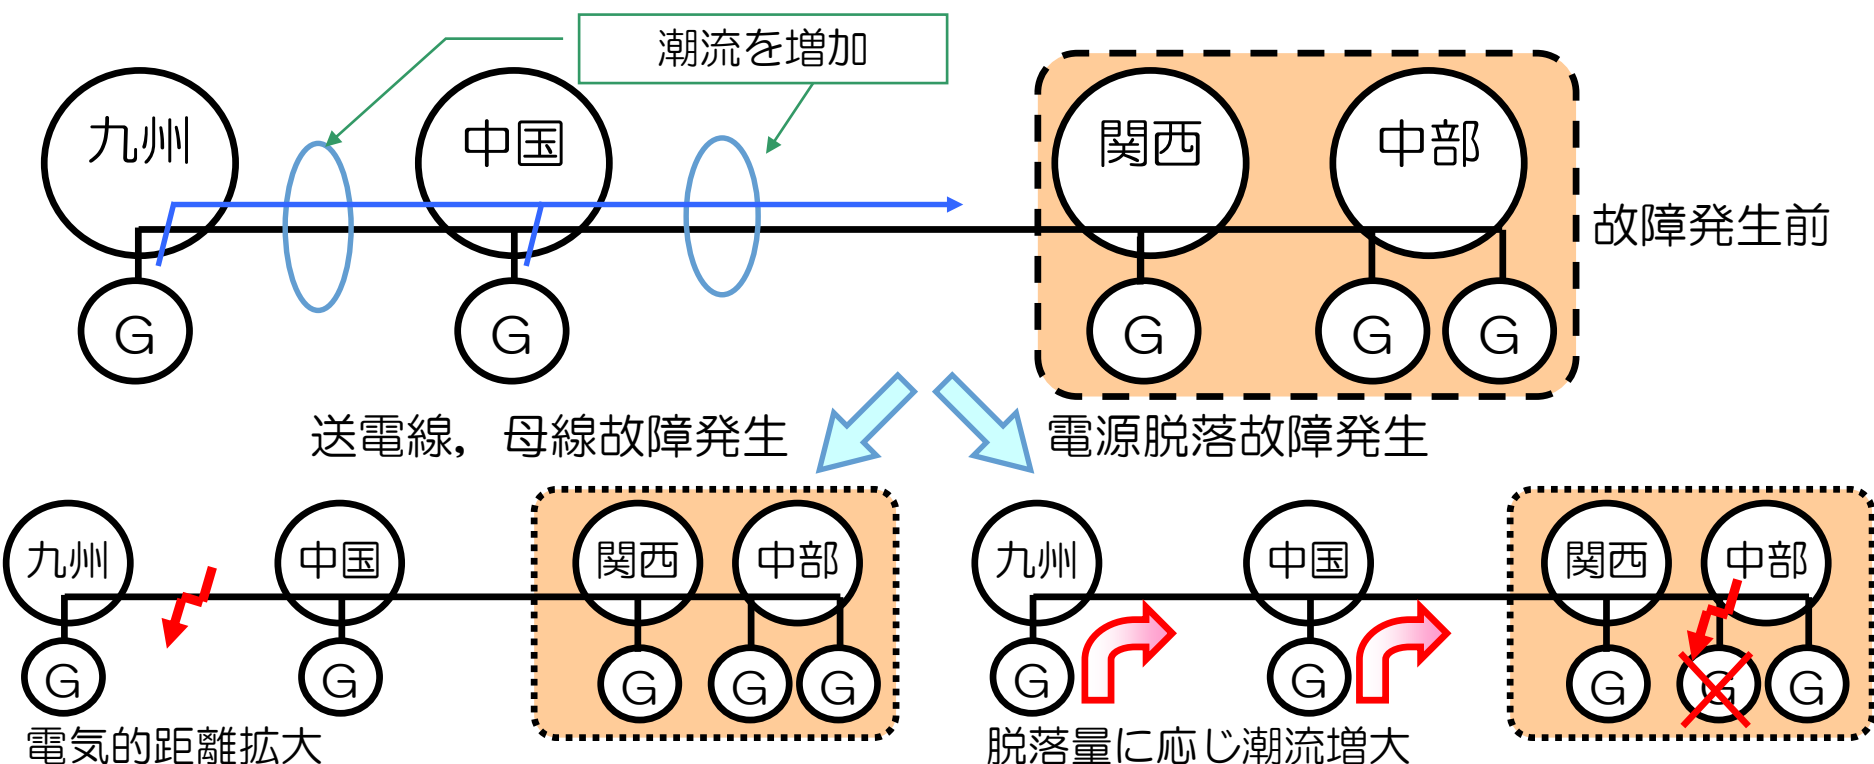 潮流を増加
九州
中国
関西
中部
故障発生前
G
G
G
G
G
送電線，母線故障発生
電源脱落故障発生
九州
中国
関西
中部
G
G
G
G
G
電気的距離拡大
九州
中国
関西
中部
G
G
G
G
G
脱落量に応じ潮流増大